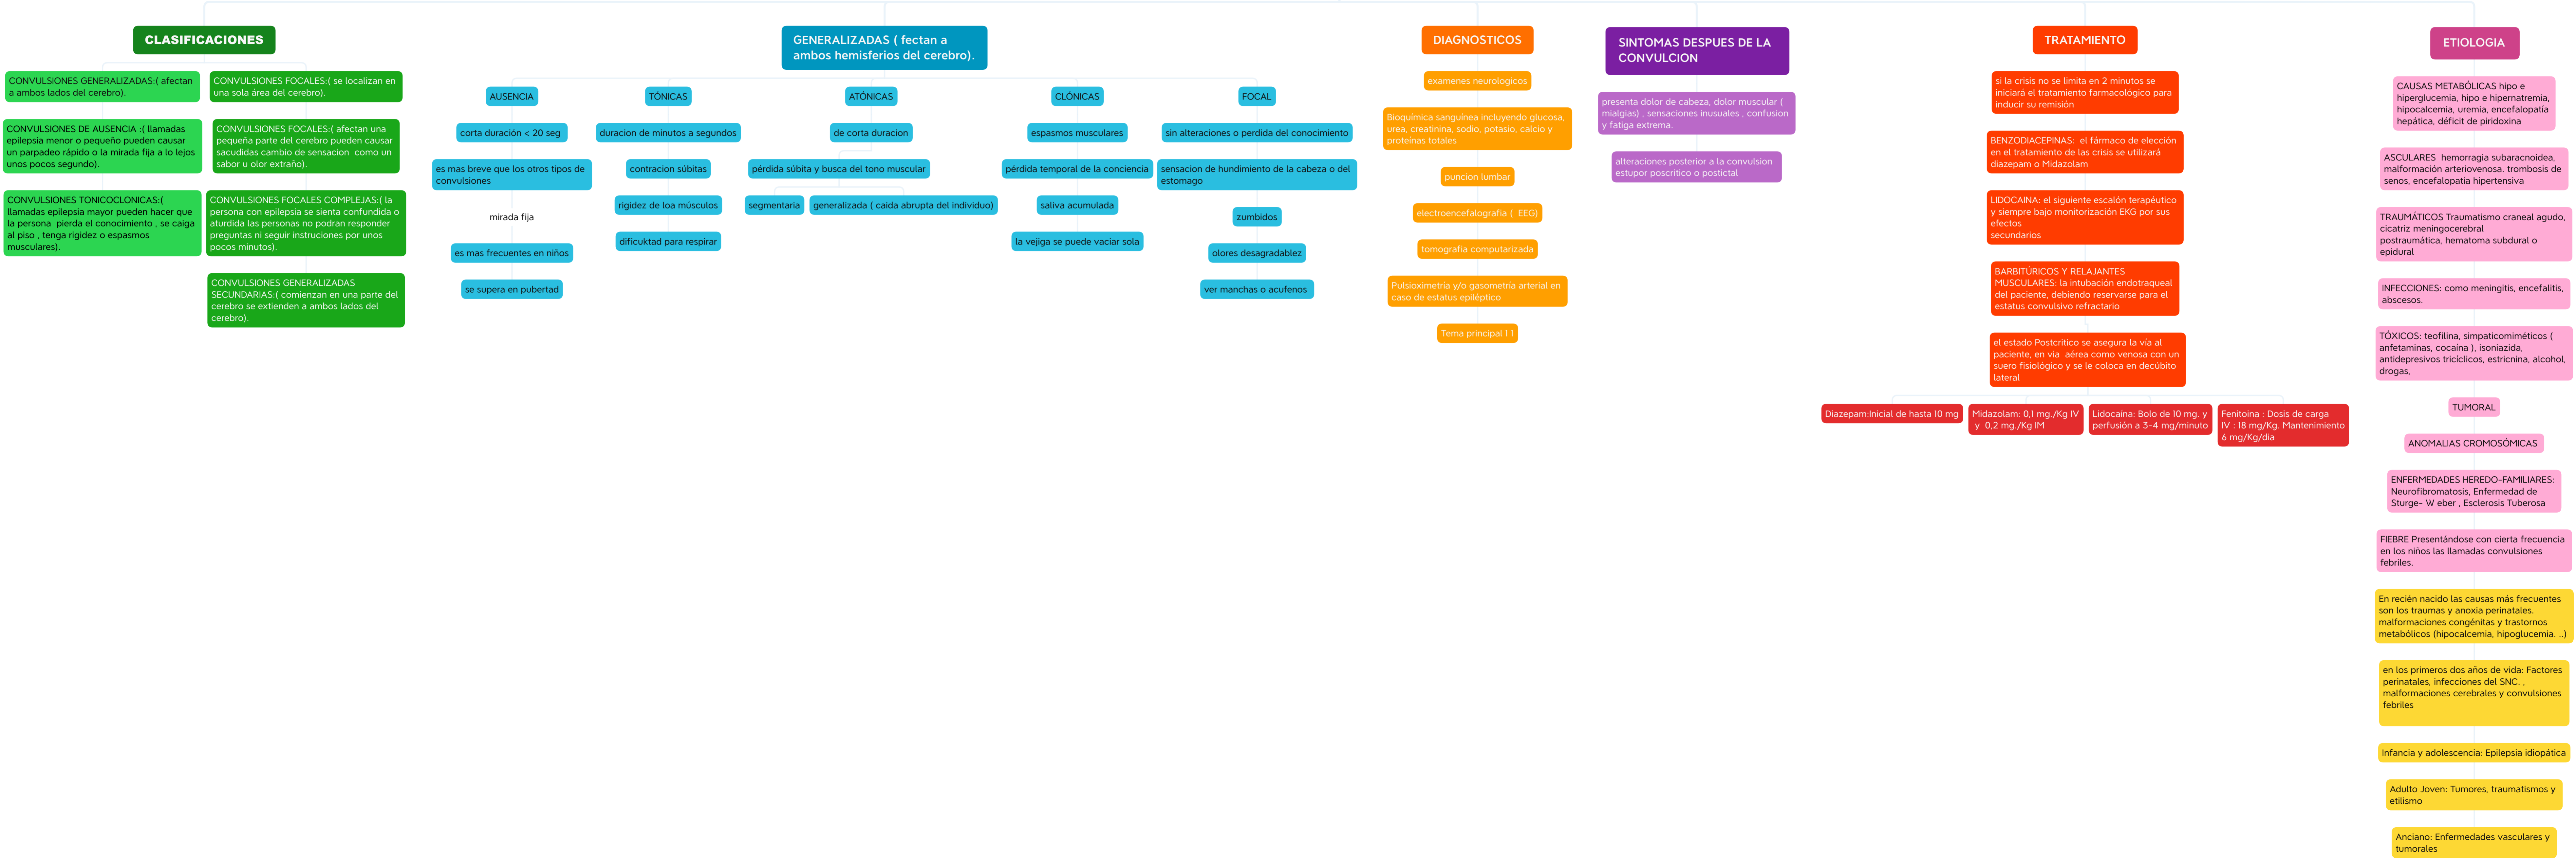 CLASIFICACIONES
CONVULSIONES GENERALIZADAS:( afectan
a ambos lados del cerebro).
CONVULSIONES DE AUSENCIA :( llamadas
epilepsia menor o pequeño pueden causar
un parpadeo rápido o la mirada fija a lo lejos
unos pocos segundo).
CONVULSIONES TONICOCLONICAS:(
llamadas epilepsia mayor pueden hacer que
la persona  pierda el conocimiento , se caiga
al piso , tenga rigidez o espasmos
musculares).
CONVULSIONES FOCALES:( se localizan en
una sola área del cerebro).
CONVULSIONES FOCALES:( afectan una
pequeña parte del cerebro pueden causar
sacudidas cambio de sensacion  como un
sabor u olor extraño).
CONVULSIONES FOCALES COMPLEJAS:( la
persona con epilepsia se sienta confundida o
aturdida las personas no podran responder
preguntas ni seguir instruciones por unos
pocos minutos).
CONVULSIONES GENERALIZADAS
SECUNDARIAS:( comienzan en una parte del
cerebro se extienden a ambos lados del
cerebro).
GENERALIZADAS ( fectan a
ambos hemisferios del cerebro).
AUSENCIA
corta duración < 20 seg
es mas breve que los otros tipos de
convulsiones
mirada fija
es mas frecuentes en niños
se supera en pubertad
TÓNICAS
duracion de minutos a segundos
contracion súbitas
rigidez de loa músculos
dificuktad para respirar
ATÓNICAS
de corta duracion
pérdida súbita y busca del tono muscular
segmentaria
generalizada ( caida abrupta del individuo)
CLÓNICAS
espasmos musculares
pérdida temporal de la conciencia
saliva acumulada
la vejiga se puede vaciar sola
FOCAL
sin alteraciones o perdida del conocimiento
sensacion de hundimiento de la cabeza o del
estomago
zumbidos
olores desagradablez
ver manchas o acufenos
DIAGNOSTICOS
examenes neurologicos
Bioquímica sanguínea incluyendo glucosa,
urea, creatinina, sodio, potasio, calcio y
proteínas totales
puncion lumbar
electroencefalografia (  EEG)
tomografia computarizada
Pulsioximetría y/o gasometría arterial en
caso de estatus epiléptico
Tema principal 1 1
SINTOMAS DESPUES DE LA
CONVULCION
presenta dolor de cabeza, dolor muscular (
mialgias) , sensaciones inusuales , confusion
y fatiga extrema.
alteraciones posterior a la convulsion
estupor poscritico o postictal
TRATAMIENTO
si la crisis no se limita en 2 minutos se
iniciará el tratamiento farmacológico para
inducir su remisión
BENZODIACEPINAS:  el fármaco de elección
en el tratamiento de las crisis se utilizará
diazepam o Midazolam
LIDOCAINA: el siguiente escalón terapéutico
y siempre bajo monitorización EKG por sus
efectos
secundarios
BARBITÚRICOS Y RELAJANTES
MUSCULARES: la intubación endotraqueal
del paciente, debiendo reservarse para el
estatus convulsivo refractario
el estado Postcritico se asegura la vía al
paciente, en via  aérea como venosa con un
suero fisiológico y se le coloca en decúbito
lateral
Diazepam:Inicial de hasta 10 mg
Midazolam: 0,1 mg./Kg IV
y  0,2 mg./Kg IM
Lidocaína: Bolo de 10 mg. y
perfusión a 3-4 mg/minuto
Fenitoina : Dosis de carga
IV : 18 mg/Kg. Mantenimiento
6 mg/Kg/dia
ETIOLOGIA
CAUSAS METABÓLICAS hipo e
hiperglucemia, hipo e hipernatremia,
hipocalcemia, uremia, encefalopatía
hepática, déficit de piridoxina
ASCULARES  hemorragia subaracnoidea,
malformación arteriovenosa. trombosis de
senos, encefalopatía hipertensiva
TRAUMÁTICOS Traumatismo craneal agudo,
cicatriz meningocerebral
postraumática, hematoma subdural o
epidural
INFECCIONES: como meningitis, encefalitis,
abscesos.
TÓXICOS: teofilina, simpaticomiméticos (
anfetaminas, cocaína ), isoniazida,
antidepresivos tricíclicos, estricnina, alcohol,
drogas,
TUMORAL
ANOMALIAS CROMOSÓMICAS
ENFERMEDADES HEREDO-FAMILIARES:
Neurofibromatosis, Enfermedad de
Sturge- W eber , Esclerosis Tuberosa
FIEBRE Presentándose con cierta frecuencia
en los niños las llamadas convulsiones
febriles.
En recién nacido las causas más frecuentes
son los traumas y anoxia perinatales.
malformaciones congénitas y trastornos
metabólicos (hipocalcemia, hipoglucemia. ..)
en los primeros dos años de vida: Factores
perinatales, infecciones del SNC. ,
malformaciones cerebrales y convulsiones
febriles
Infancia y adolescencia: Epilepsia idiopática
Adulto Joven: Tumores, traumatismos y
etilismo
Anciano: Enfermedades vasculares y
tumorales